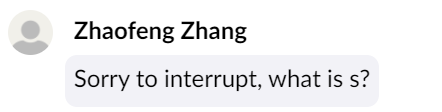 Zhaofeng Zhang
Sorry to interrupt, what is s?